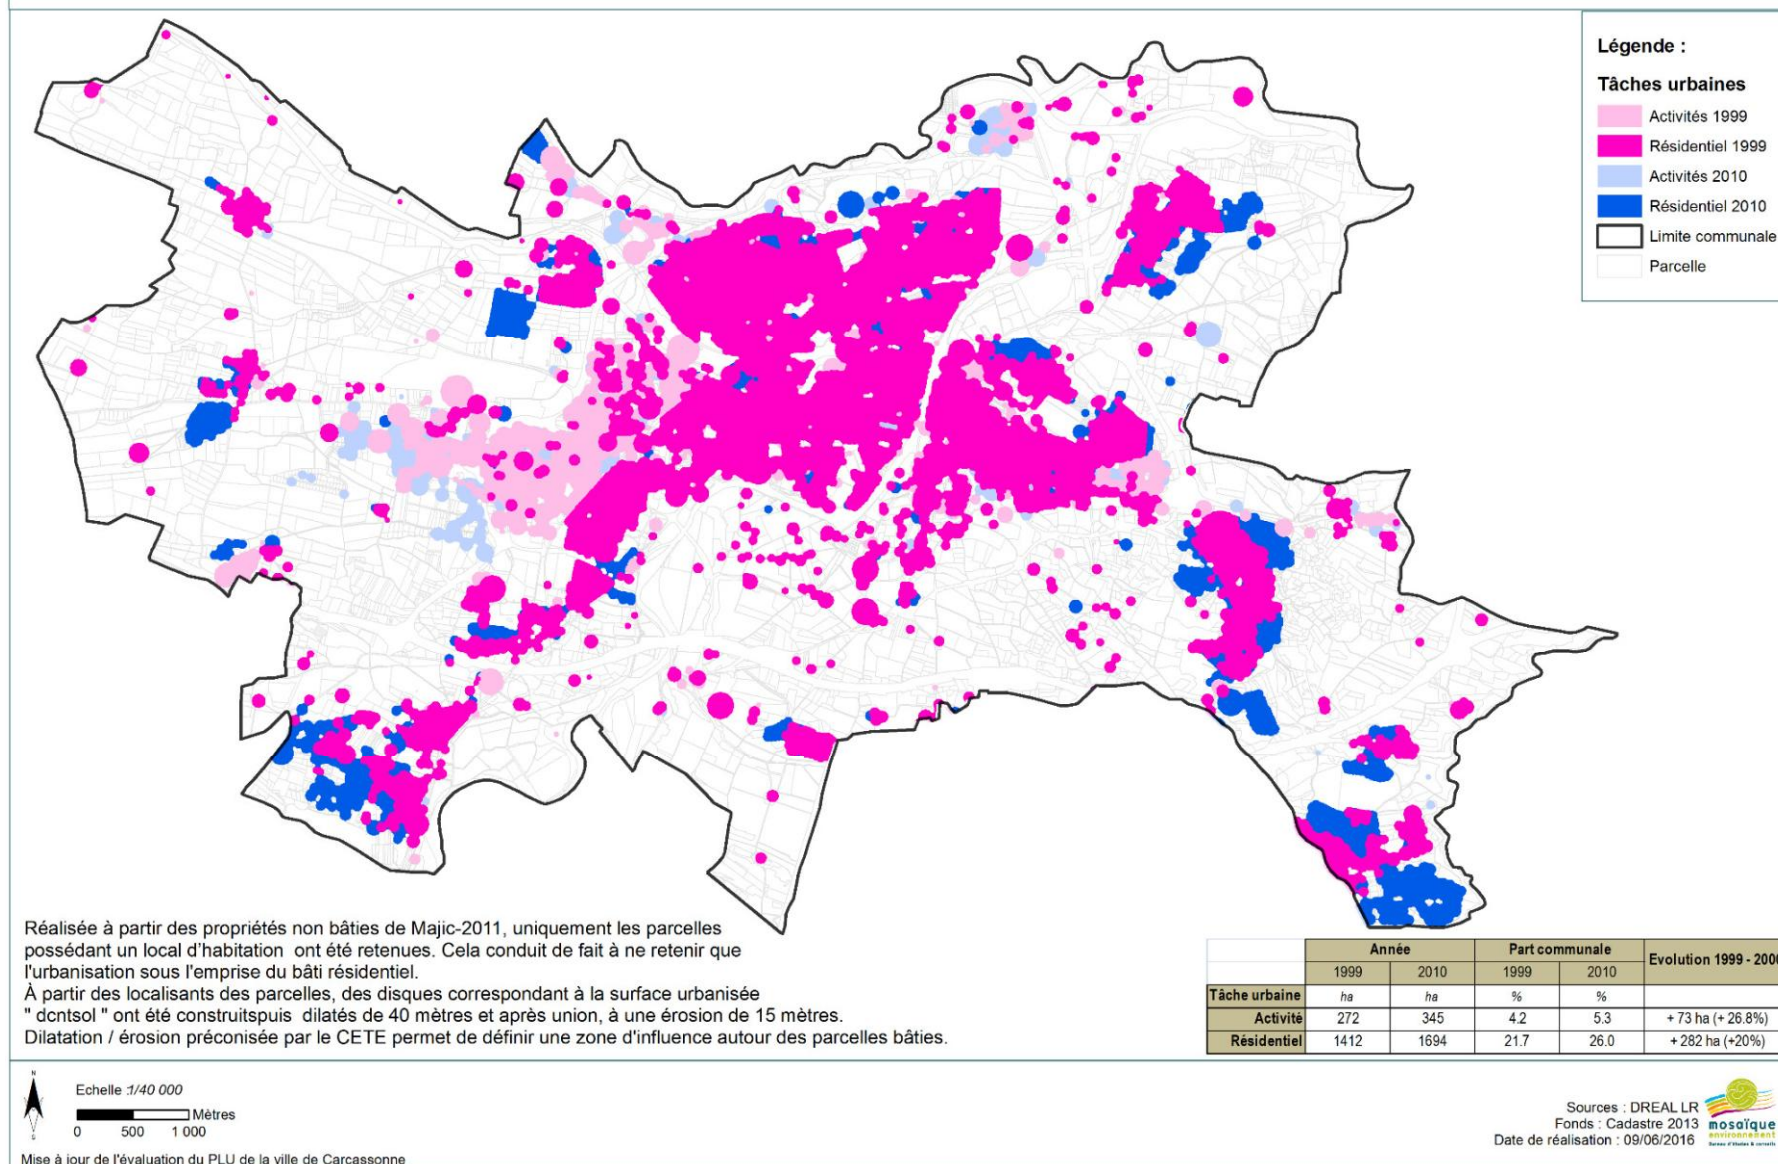 Légende :
Tâches urbaines
Activités 1999
Résidentiel 1999
Activités 2010
Résidentiel 2010
Limite communale
Parcelle
Réalisée à partir des propriétés non bâties de Majic-2011, uniquement les parcelles
possédant un local d'habitation ont été retenues. Cela conduit de fait à ne retenir que
l'urbanisation sous l'emprise du bâti résidentiel.
À partir des localisants des parcelles, des disques correspondant à la surface urbanisée
" dcntsol " ont été construitspuis dilatés de 40 mètres et après union, à une érosion de 15 mètres.
Dilatation / érosion préconisée par le CETE permet de définir une zone d'influence autour des parcelles bâties.
Année Part communale Evolution 1999 - 2006
1999 2010 1999 2010
Tâche urbaine ha ha % %
Activité 272 345 4.2 5.3 + 73 ha (+ 26.8%)
Résidentiel 1412 1694 21.7 26.0 + 282 ha (+20%)
N
S
Echelle :1/40 000
Mètres
0 500 1 000
Mise à jour de l'évaluation du PLU de la ville de Carcassonne
Sources : DREAL LR
Fonds : Cadastre 2013
Date de réalisation : 09/06/2016
mosaïque
environnement
Bureau d'études & conseils